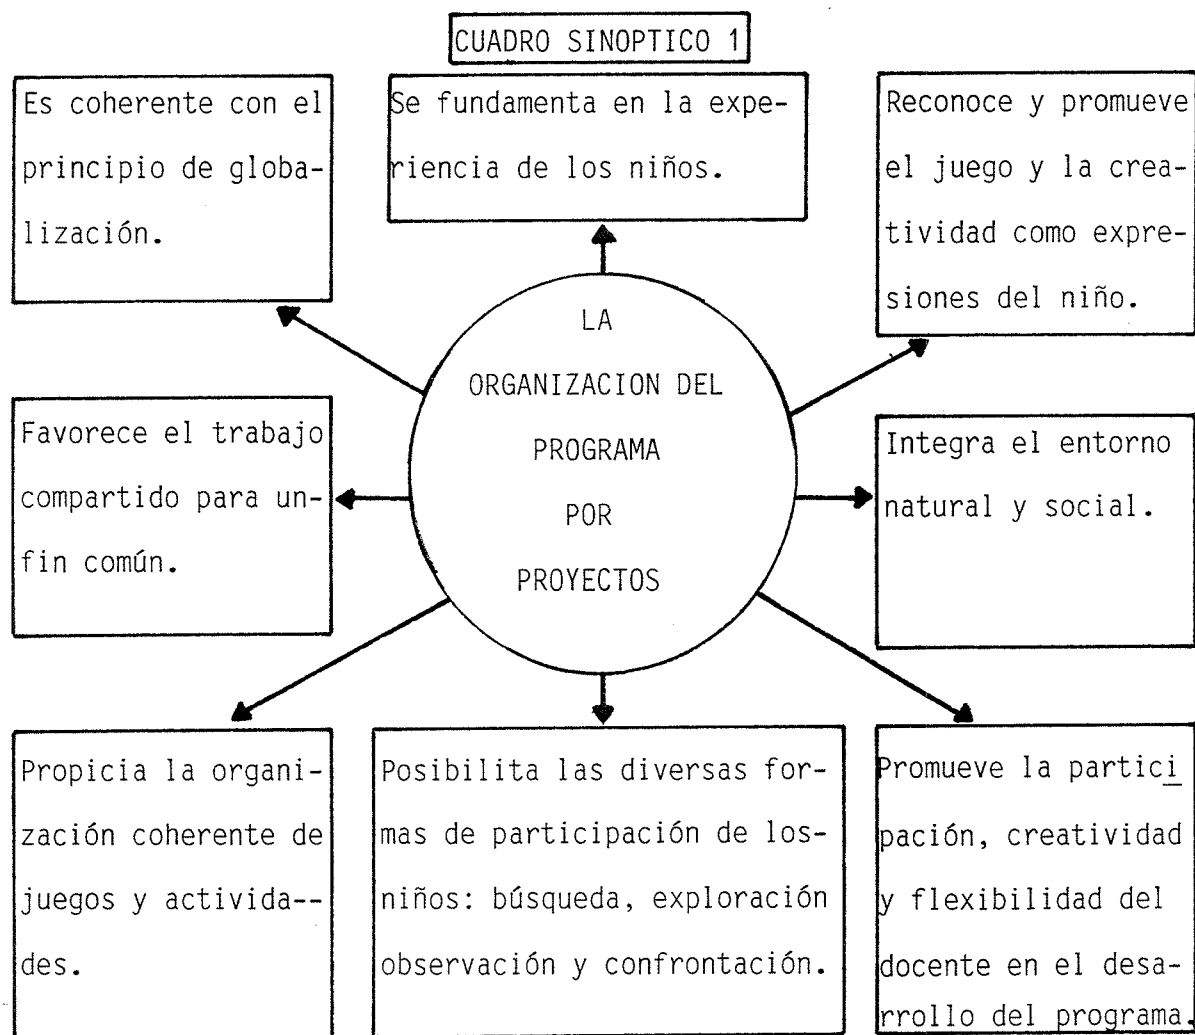 CUADRO SINOPTICO 1
Es coherente con el
principio de globa-
lización.
Se fundamenta en la expe-
riencia de los niños.
Reconoce y promueve
el juego y la crea-
tividad como expre-
siones del niño.
LA
ORGANIZACION DEL
PROGRAMA
POR
PROYECTOS
Favorece el trabajo
compartido para un-
fin común.
Integra el entorno
natural y social.
Propicia la organi-
zación coherente de
juegos y activida--
des.
Posibilita las diversas for-
mas de participación de los-
niños: búsqueda, exploración
observación y confrontación.
Promueve la partici
pación, creatividad
y flexibilidad del
docente en el desa-
rrollo del programa.